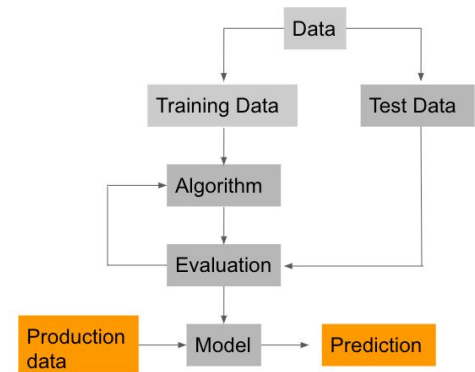 Data
Training Data
Test Data
Algorithm
Evaluation
Production
data
Model
Prediction